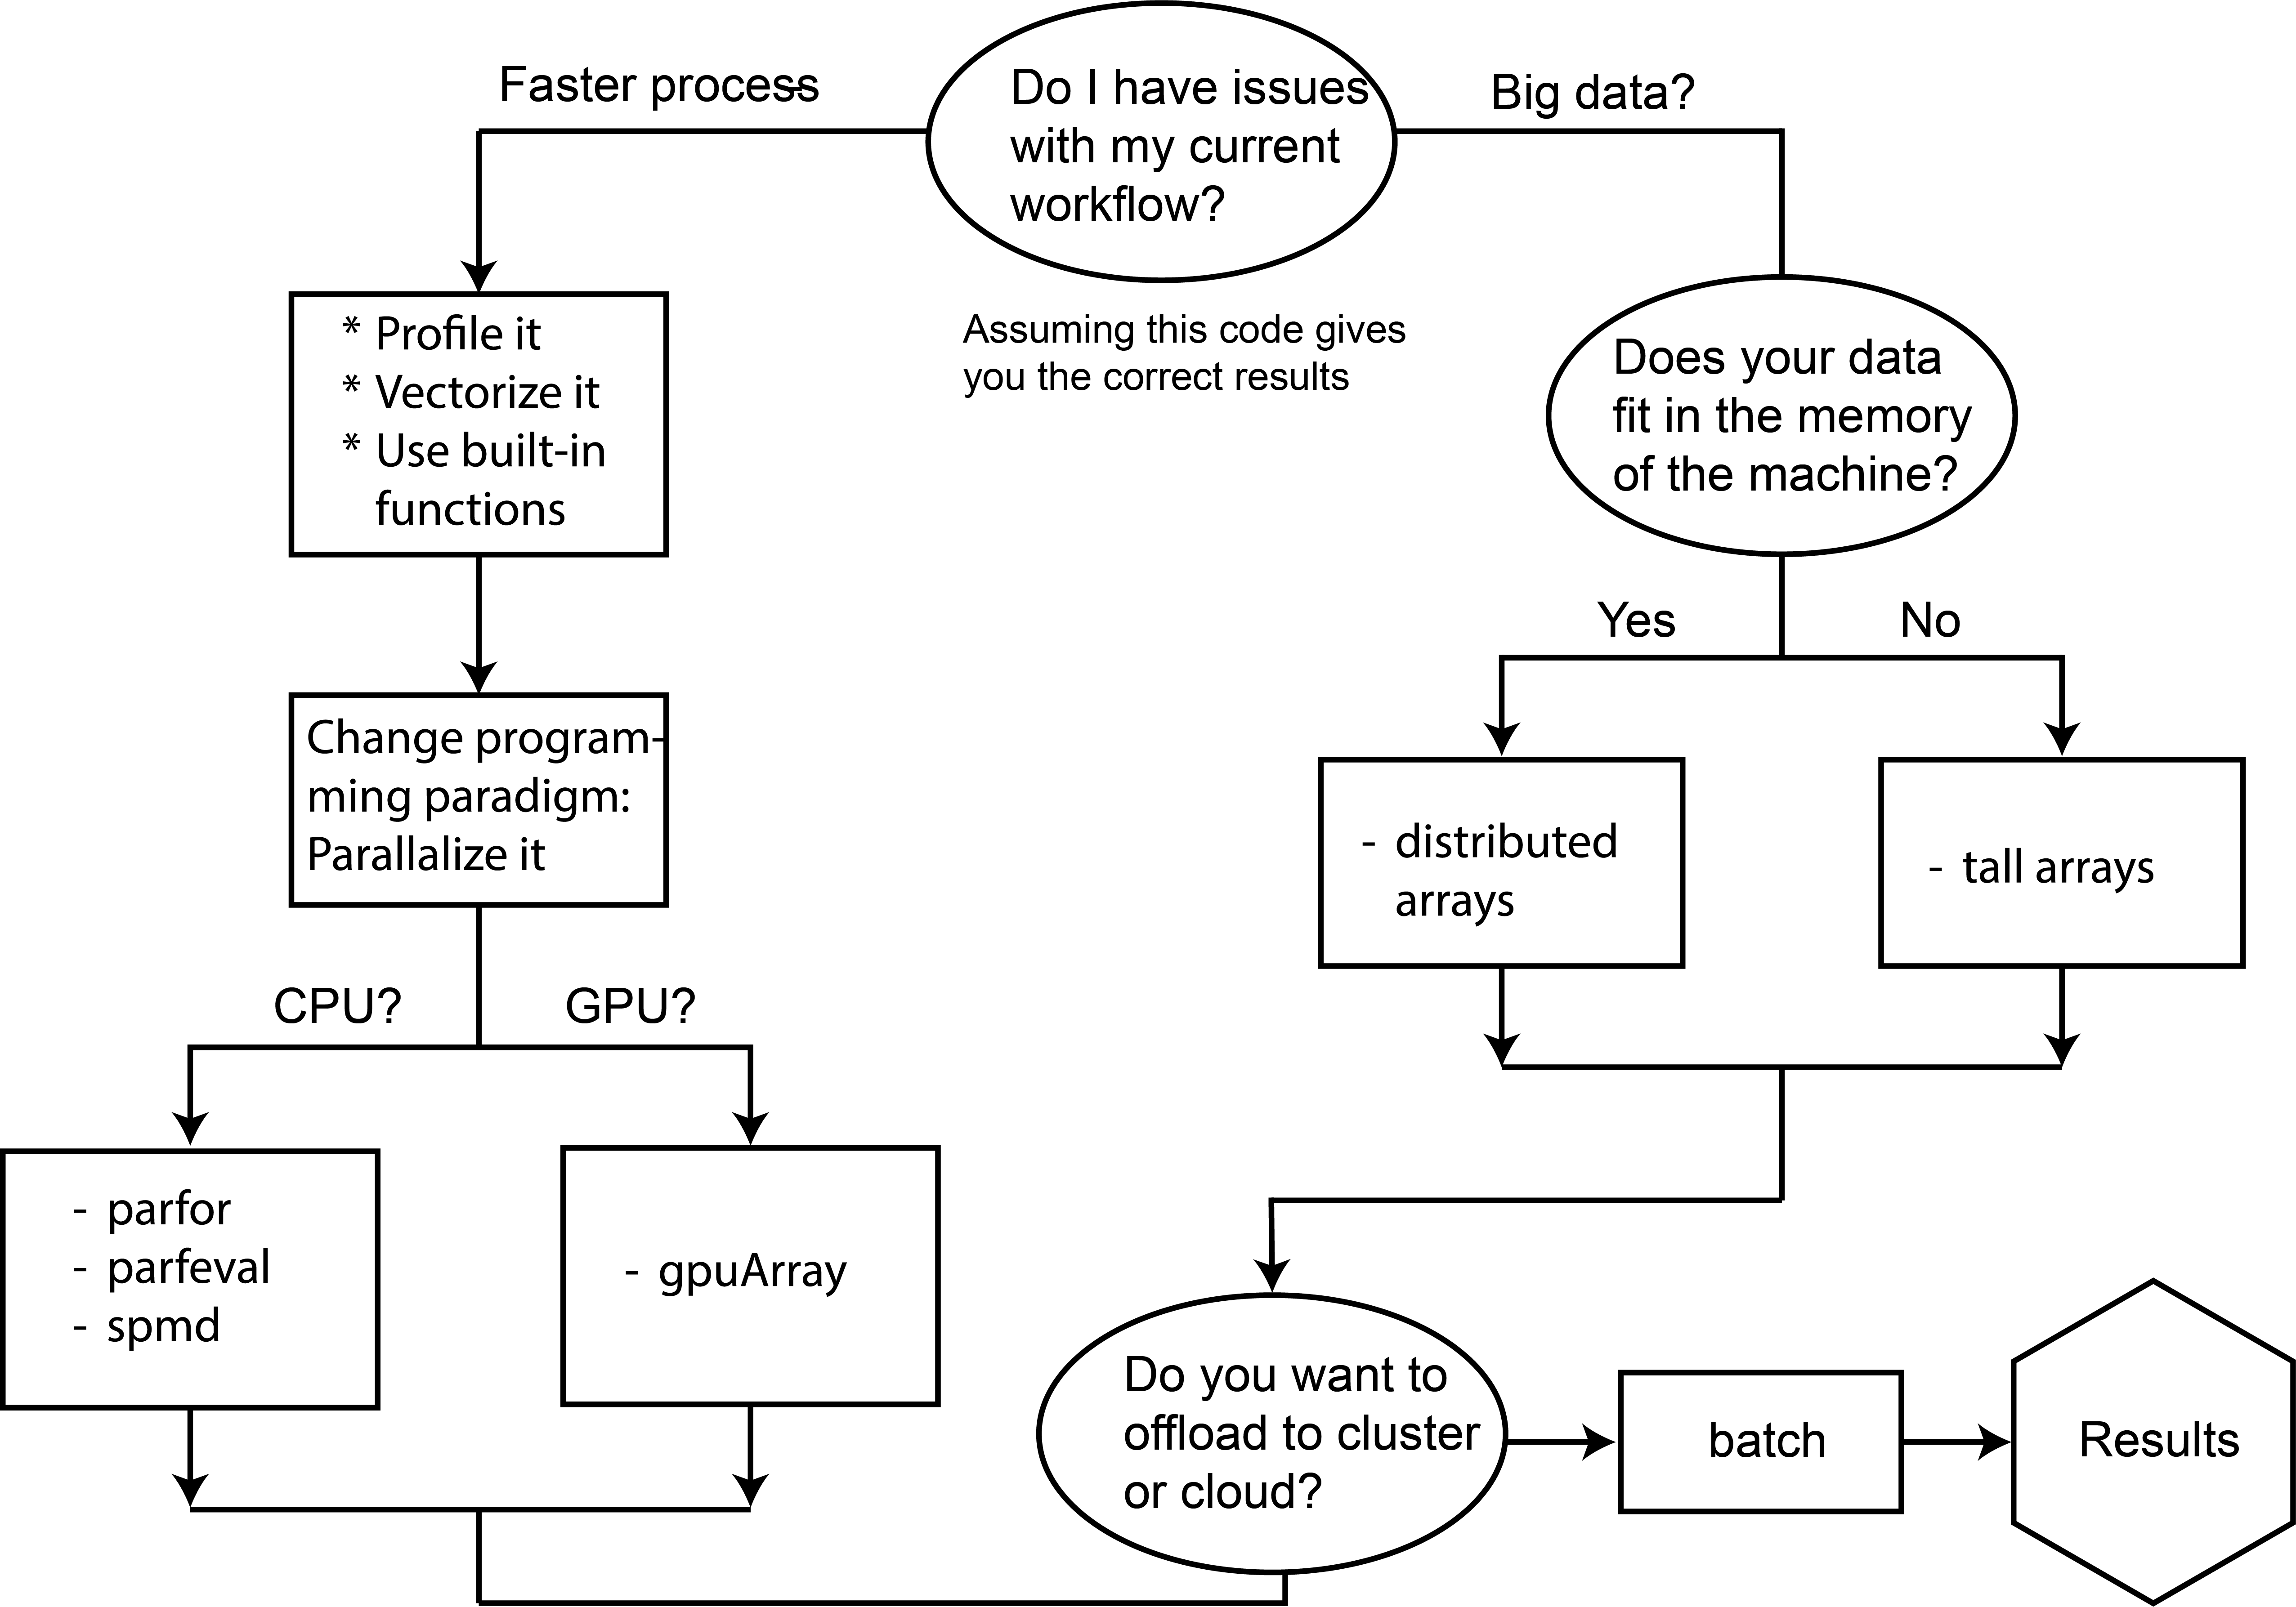 Faster process
Do I have issues
with my current
workflow?
Big data?
Assuming this code gives
you the correct results
* Profile it
* Vectorize it
* Use built-in
functions
Does your data
fit in the memory
of the machine?
Yes
No
Change program-
ming paradigm:
Parallalize it
- distributed
arrays
- tall arrays
CPU?
GPU?
- parfor
- parfeval
- spmd
- gpuArray
Do you want to
offload to cluster
or cloud?
batch
Results